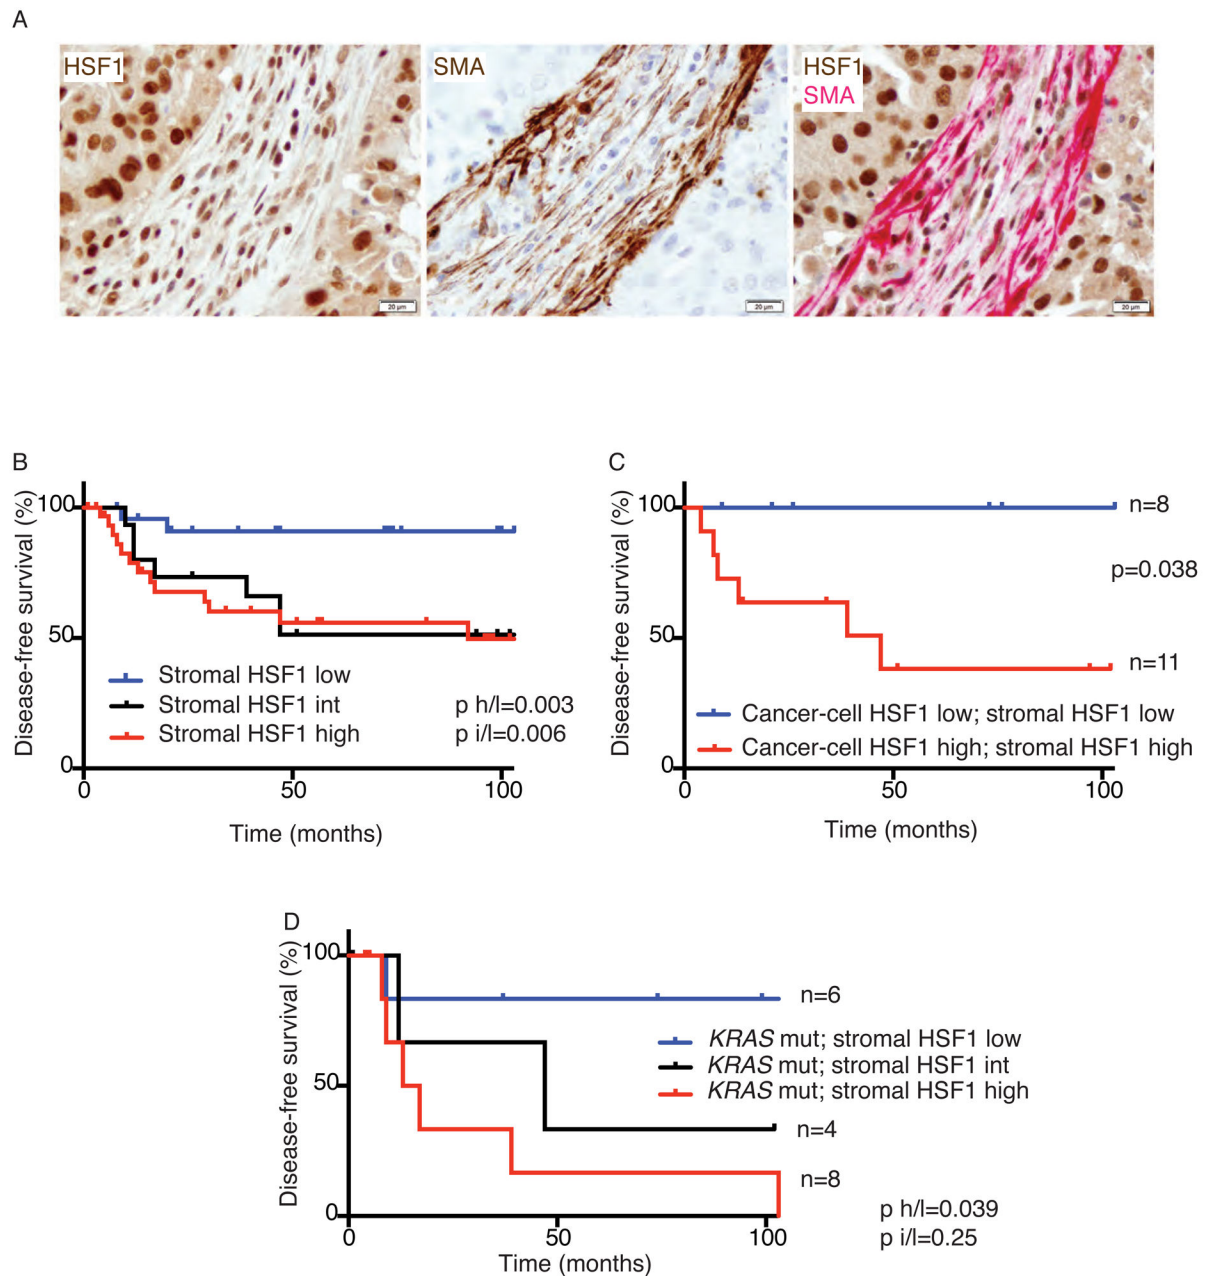 A
HSF1
SMA
HSF1
SMA
20 µm
20 µm
20 µm
B
Disease-free survival (%)
100
50
0
Stromal HSF1 low
Stromal HSF1 int
Stromal HSF1 high
p h/l=0.003
p i/l=0.006
0
50
100
Time (months)
C
Disease-free survival (%)
100
50
0
n=8
p=0.038
n=11
Cancer-cell HSF1 low; stromal HSF1 low
Cancer-cell HSF1 high; stromal HSF1 high
0
50
100
Time (months)
D
Disease-free survival (%)
100
50
0
n=6
KRAS mut; stromal HSF1 low
KRAS mut; stromal HSF1 int
KRAS mut; stromal HSF1 high
n=4
n=8
p h/l=0.039
p i/l=0.25
0
50
100
Time (months)